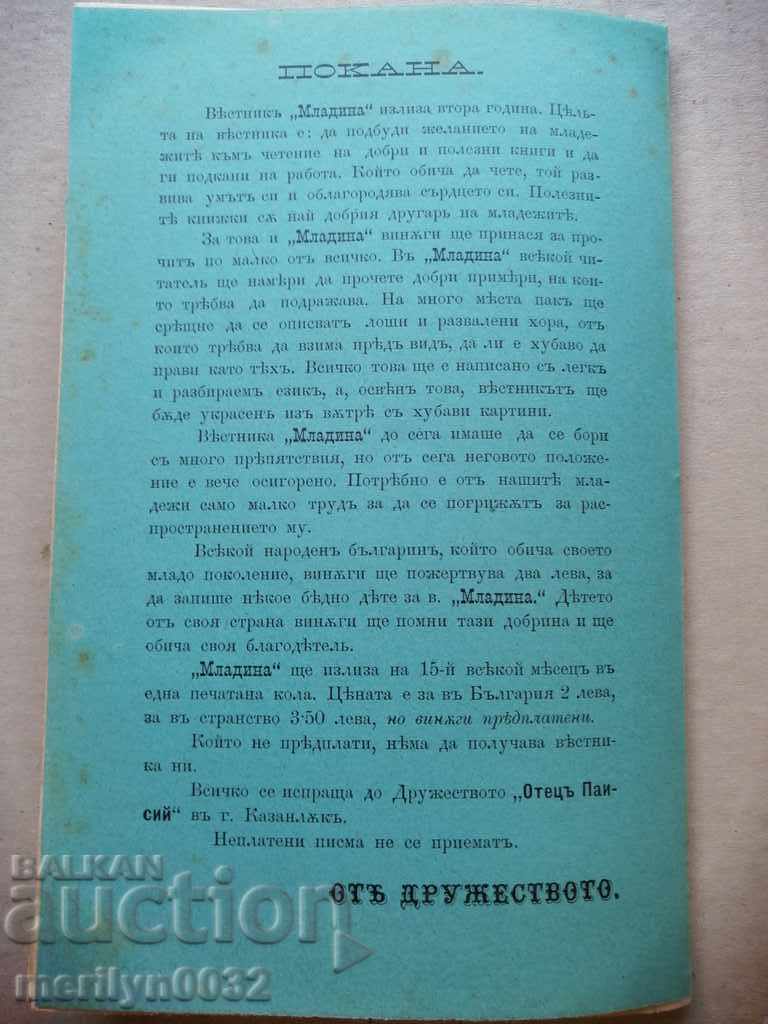 ПОКАНА.
Вѣстникъ „Младина“ излиза втора година. Цѣль-
та на вѣстника е: да подбуди желанието на младе-
житѣ къмъ четение на добри и полезни книги и да
ги подкани на работа. Който обича да чете, той раз-
вива умътъ си и облагородява сърдцето си. Полезни-
тѣ книжки сѫ най добрия другарь на младежитѣ.
За това и „Младина“ винѫги ще принася за про-
читъ по малко отъ всичко. Въ „Младина“ всѣкой чи-
татель ще намѣри да прочете добри примѣри, на кои-
то трѣбва да подражава. На много мѣста пакъ ще
срѣщне да се описватъ лоши и развалени хора, отъ
които трѣбва да взима прѣдъ видъ, да ли е хубаво да
прави като тѣхъ. Всичко това ще е написано съ легкъ
и разбираемъ езикъ, а, освѣнъ това, вѣстникътъ ще
бѫде украсенъ изъ вѫтрѣ съ хубави картини.
Вѣстника „Младина“ до сега имаше да се бори
съ много прѣпятствия, но отъ сега неговото положе-
ние е вече осигорено. Потрѣбно е отъ нашитѣ мла-
дежи само малко трудъ за да се погрижѫтъ за рас-
пространението му.
Всѣкой народенъ българинъ, който обича своето
младо поколение, винѫги ще пожертвува два лева, за
да запише нѣкое бѣдно дѣте за в. „Младина.“ Дѣтето
отъ своя страна винѫги ще помни тази добрина и ще
обича своя благодѣтель.
„Младина“ ще излиза на 15-й всѣкой мѣсецъ въ
една печатана кола. Цѣната е за въ България 2 лева,
за въ странство 3·50 лева, но винѫги прѣдплатени.
Който не прѣдплати, нѣма да получава вѣстни-
ка ни.
Всичко се испраща до Дружеството „Отецъ Паи-
сий“ въ г. Казанлѫкъ.
Неплатени писма не се приематъ.
ОТЪ ДРУЖЕСТВОТО.
BALKAN
auction
merilyn0032